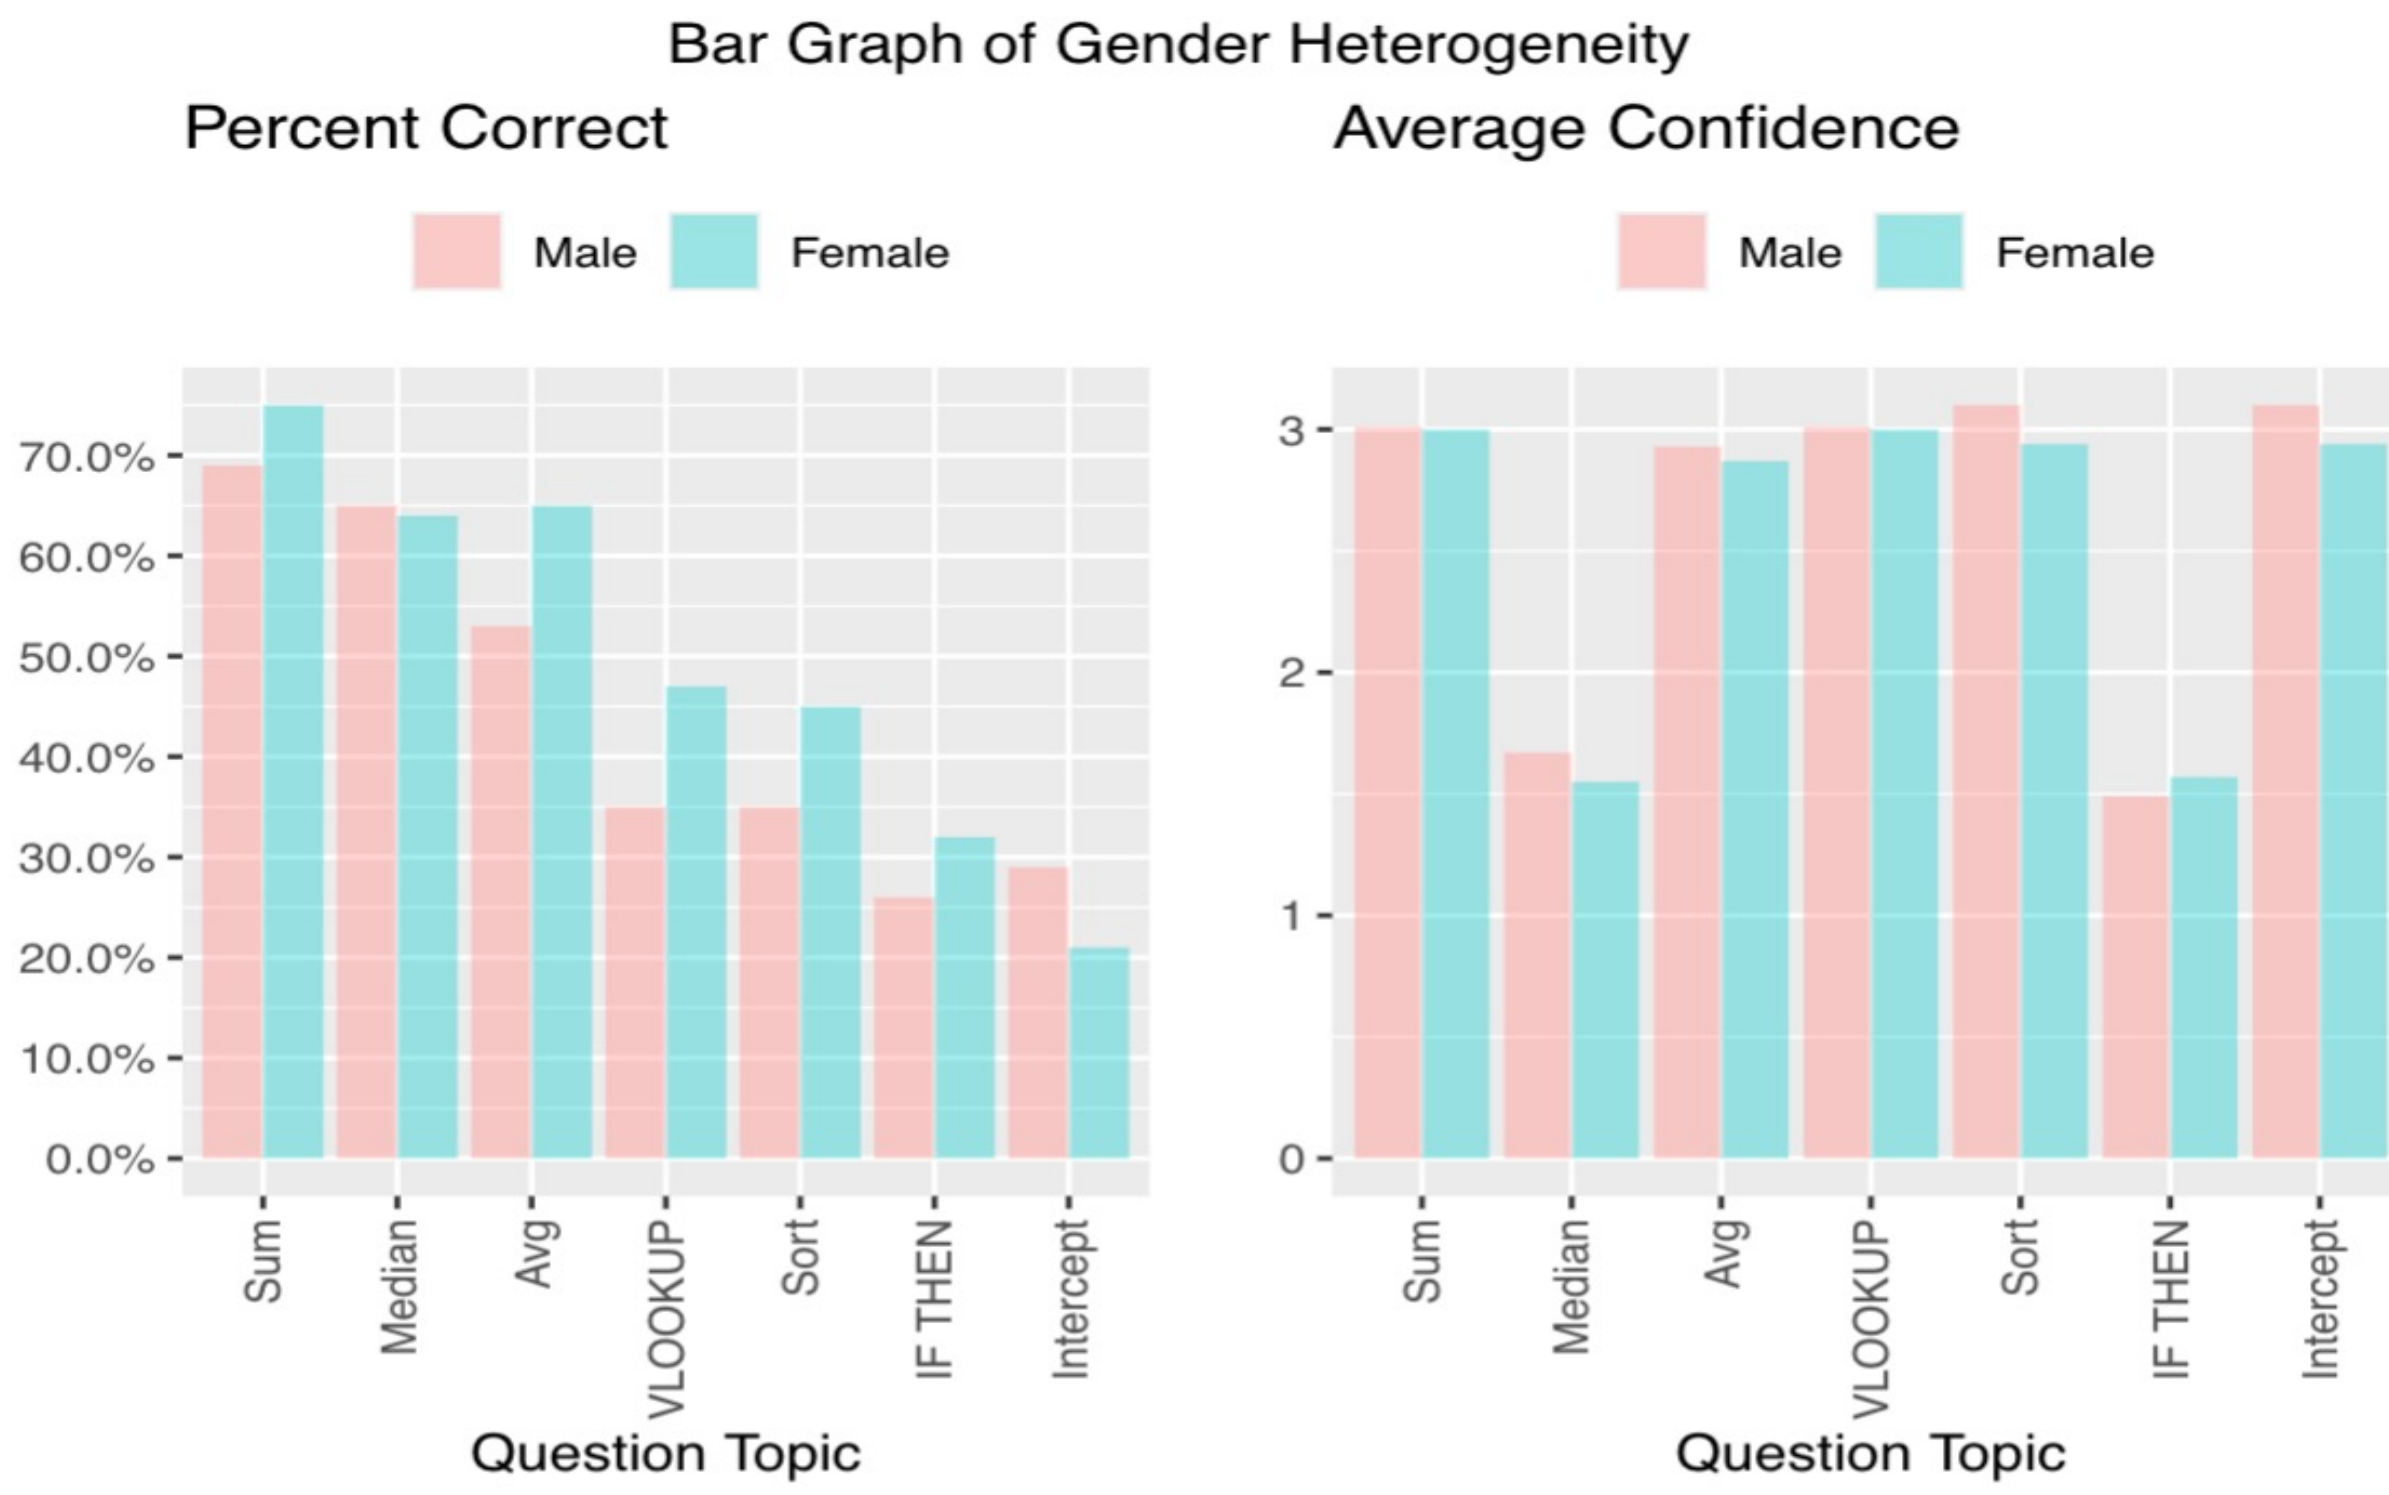 Bar Graph of Gender Heterogeneity
Percent Correct
Male
Female
70.0%
60.0%
50.0%
40.0%
30.0%
20.0%
10.0%
0.0%
Sum
Median
Avg
VLOOKUP
Sort
IF THEN
Intercept
Question Topic
Average Confidence
Male
Female
3
2
1
0
Sum
Median
Avg
VLOOKUP
Sort
IF THEN
Intercept
Question Topic